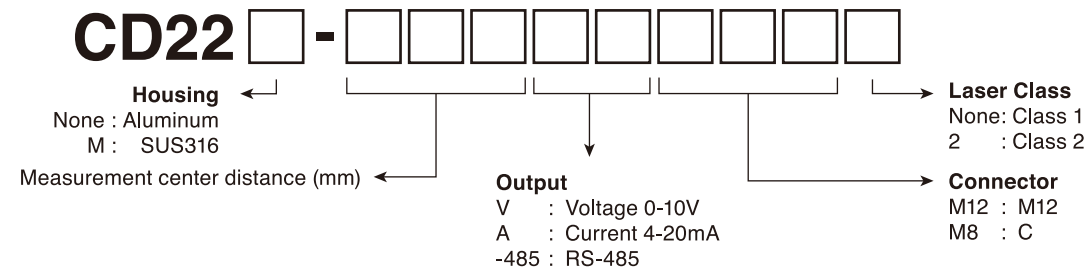 CD22 -
Housing
None : Aluminum
M : SUS316
Measurement center distance (mm)
Output
V : Voltage 0-10V
A : Current 4-20mA
-485 : RS-485
Laser Class
None: Class 1
2 : Class 2
Connector
M12 : M12
M8 : C